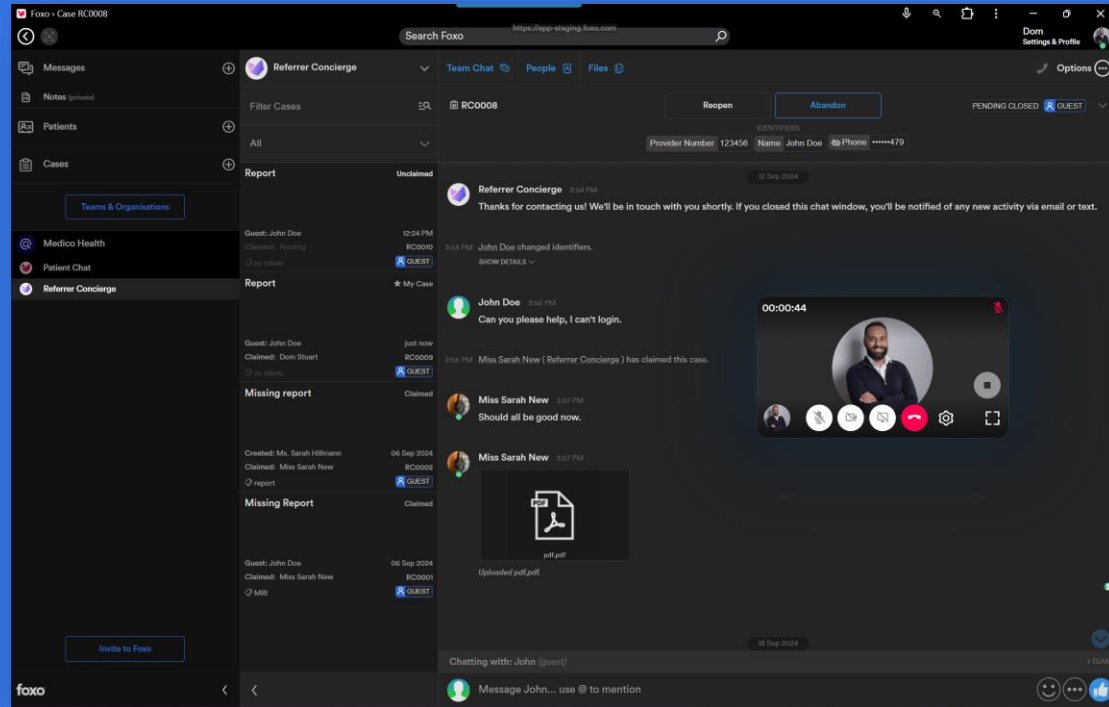 Foxo › Case RC0008
Search Foxo
https://app-staging.foxo.com
Dom
Settings & Profile
Messages
Notes (private)
Patients
Cases
Teams & Organisations
Medico Health
Patient Chat
Referrer Concierge
Invite to Foxo
foxo
Referrer Concierge
Filter Cases
All
Report Unclaimed
Guest: John Doe 12:24 PM
Claimed: Pending RC0010
no labels GUEST
Report My Case
Guest: John Doe just now
Claimed: Dom Stuart RC0009
no labels GUEST
Missing report Claimed
Created: Ms. Sarah Hillmann 06 Sep 2024
Claimed: Miss Sarah New RC0002
report GUEST
Missing Report Claimed
Guest: John Doe 06 Sep 2024
Claimed: Miss Sarah New RC0001
MRI GUEST
Team Chat People Files Options
RC0008 Reopen Abandon PENDING CLOSED GUEST
IDENTIFIERS
Provider Number 123456 Name John Doe Phone ••••••479
12 Sep 2024
Referrer Concierge 3:54 PM
Thanks for contacting us! We'll be in touch with you shortly. If you closed this chat window, you'll be notified of any new activity via email or text.
3:54 PM John Doe changed identifiers.
SHOW DETAILS
John Doe 3:56 PM
Can you please help, I can't login.
3:56 PM Miss Sarah New ( Referrer Concierge ) has claimed this case.
Miss Sarah New 3:57 PM
Should all be good now.
Miss Sarah New 3:57 PM
PDF
pdf.pdf
Uploaded pdf.pdf.
00:00:44
18 Sep 2024
Chatting with: John (guest)
Message John... use @ to mention